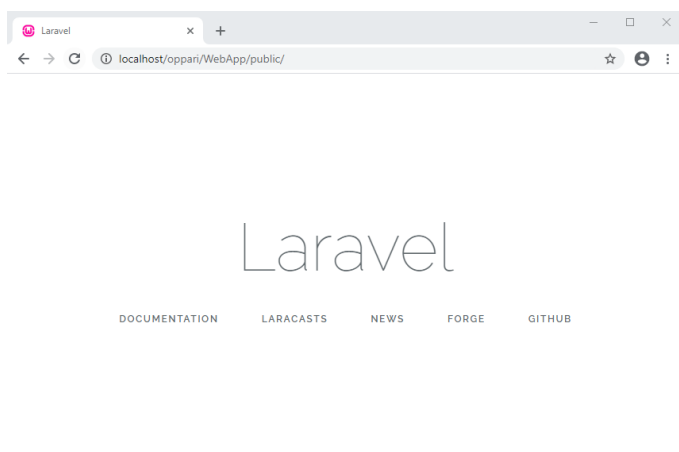 Laravel
localhost/oppari/WebApp/public/
Laravel
DOCUMENTATION LARACASTS NEWS FORGE GITHUB